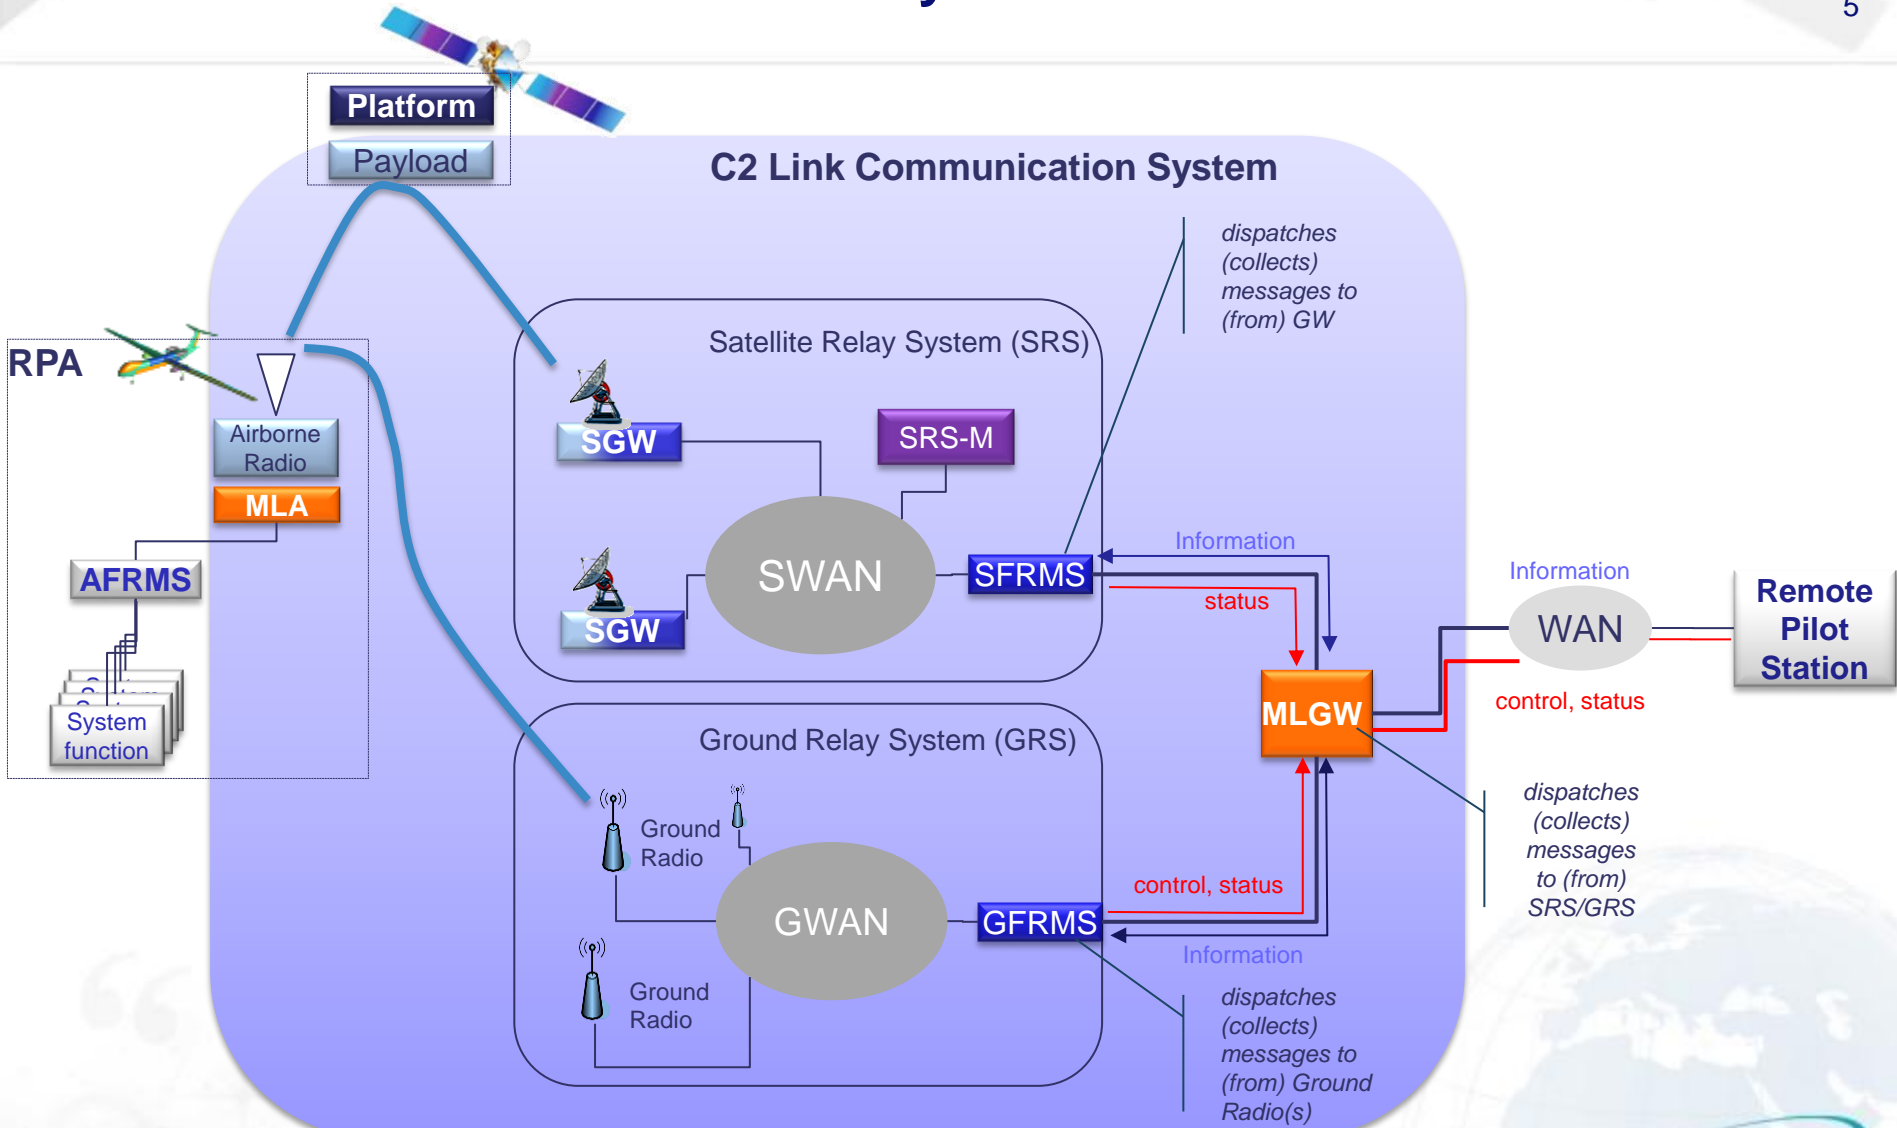 5
Platform
Payload
C2 Link Communication System
dispatches
(collects)
messages to
(from) GW
Satellite Relay System (SRS)
RPA
Airborne
Radio
MLA
AFRMS
System
System
function
SGW
SRS-M
SWAN
SFRMS
SGW
Information
status
Information
WAN
Remote
Pilot
Station
MLGW
control, status
Ground Relay System (GRS)
Ground
Radio
GWAN
GFRMS
control, status
Information
Ground
Radio
dispatches
(collects)
messages
to (from)
SRS/GRS
dispatches
(collects)
messages to
(from) Ground
Radio(s)